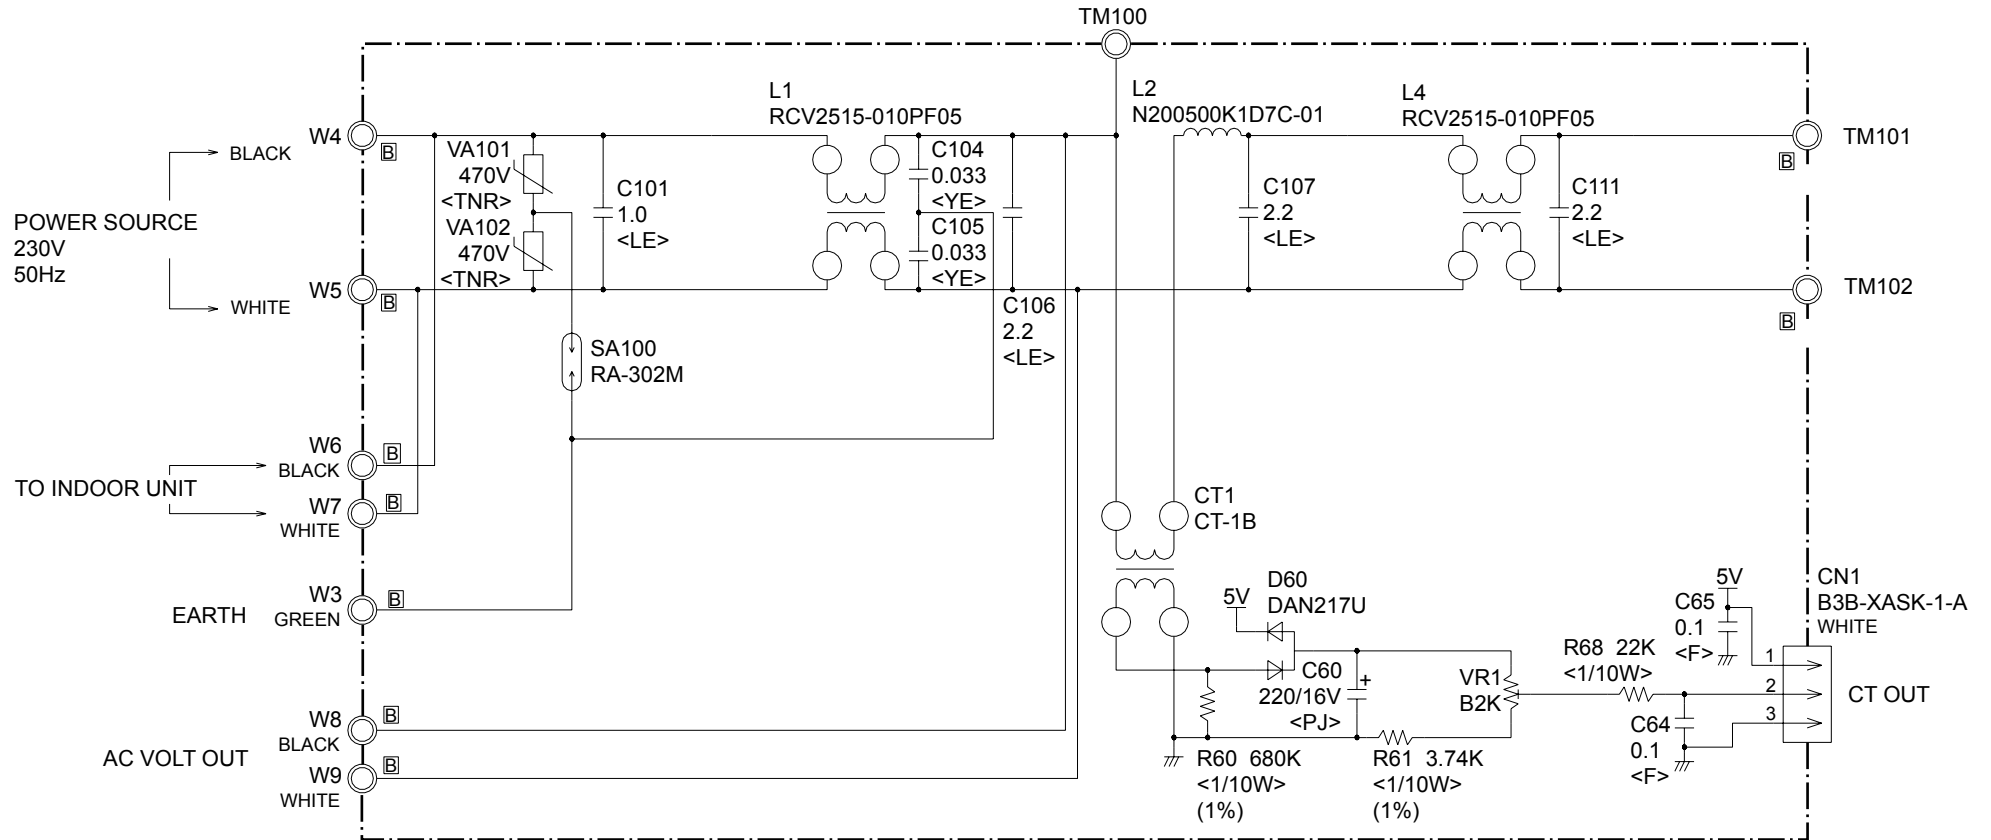 TM100
L1
RCV2515-010PF05
L2
N200500K1D7C-01
L4
RCV2515-010PF05
W4
B
BLACK
VA101
470V
<TNR>
VA102
470V
<TNR>
C101
1.0
<LE>
C104
0.033
<YE>
C105
0.033
<YE>
C106
2.2
<LE>
C107
2.2
<LE>
C111
2.2
<LE>
TM101
B
POWER SOURCE
230V
50Hz
W5
B
WHITE
TM102
B
SA100
RA-302M
W6
B
BLACK
TO INDOOR UNIT
W7
B
WHITE
CT1
CT-1B
W3
B
EARTH
GREEN
5V
D60
DAN217U
C60
220/16V
+
<PJ>
R60 680K
<1/10W>
(1%)
R61 3.74K
<1/10W>
(1%)
VR1
B2K
R68 22K
<1/10W>
5V
C65
0.1
<F>
C64
0.1
<F>
CN1
B3B-XASK-1-A
WHITE
1
2
3
CT OUT
W8
B
BLACK
AC VOLT OUT
W9
B
WHITE